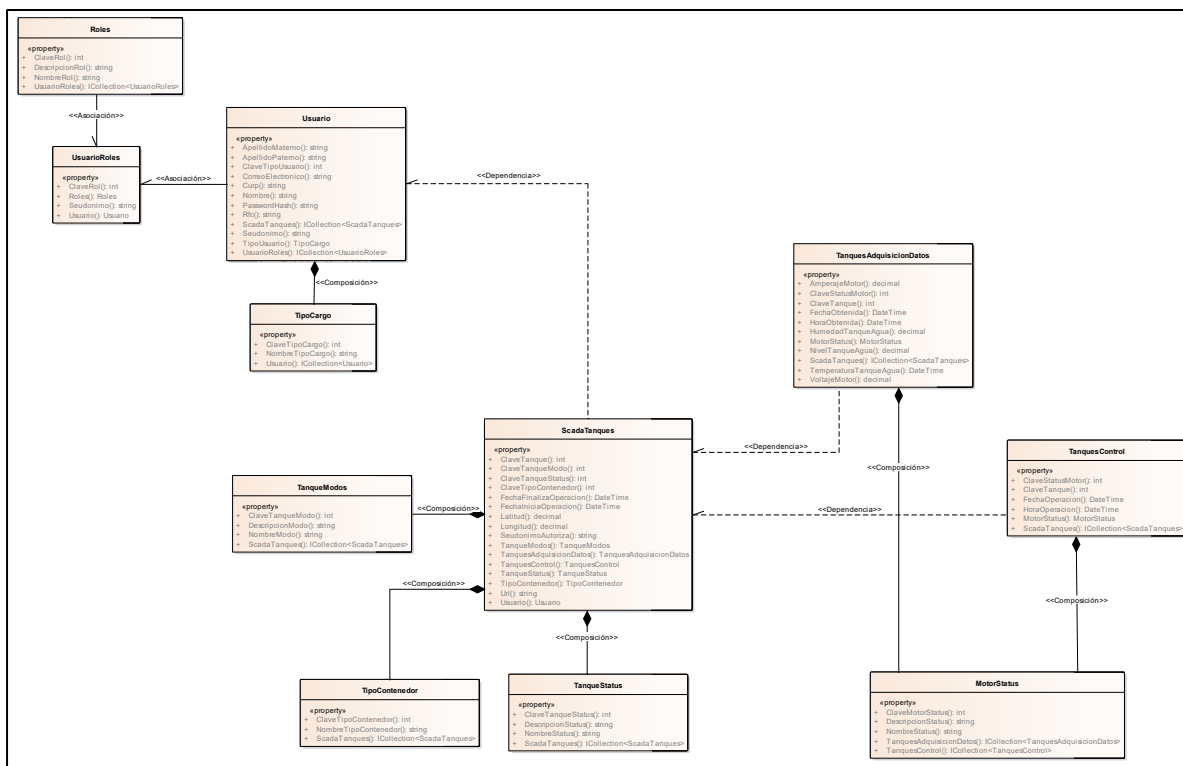 Roles
«property»
+ ClaveRol(): int
+ DescripcionRol(): string
+ NombreRol(): string
+ UsuarioRoles(): ICollection<UsuarioRoles>
<<Asociación>>
UsuarioRoles
«property»
+ ClaveRol(): int
+ Roles(): Roles
+ Seudonimo(): string
+ Usuario(): Usuario
<<Asociación>>
Usuario
«property»
+ ApellidoMaterno(): string
+ ApellidoPaterno(): string
+ ClaveTipoUsuario(): int
+ CorreoElectronico(): string
+ Curp(): string
+ Nombre(): string
+ PasswordHash(): string
+ Rfc(): string
+ ScadaTanques(): ICollection<ScadaTanques>
+ Seudonimo(): string
+ TipoUsuario(): TipoCargo
+ UsuarioRoles(): ICollection<UsuarioRoles>
<<Dependencia>>
<<Composición>>
TipoCargo
«property»
+ ClaveTipoCargo(): int
+ NombreTipoCargo(): string
+ Usuario(): ICollection<Usuario>
TanquesAdquisicionDatos
«property»
+ AmperajeMotor(): decimal
+ ClaveStatusMotor(): int
+ ClaveTanque(): int
+ FechaObtenida(): DateTime
+ HoraObtenida(): DateTime
+ HumedadTanqueAgua(): decimal
+ MotorStatus(): MotorStatus
+ NivelTanqueAgua(): decimal
+ ScadaTanques(): ICollection<ScadaTanques>
+ TemperaturaTanqueAgua(): DateTime
+ VoltajeMotor(): decimal
<<Dependencia>>
<<Composición>>
ScadaTanques
«property»
+ ClaveTanque(): int
+ ClaveTanqueModo(): int
+ ClaveTanqueStatus(): int
+ ClaveTipoContenedor(): int
+ FechaFinalizaOperacion(): DateTime
+ FechaIniciaOperacion(): DateTime
+ Latitud(): decimal
+ Longitud(): decimal
+ SeudonimoAutoriza(): string
+ TanqueModos(): TanqueModos
+ TanquesAdquisicionDatos(): TanquesAdquisicionDatos
+ TanquesControl(): TanquesControl
+ TanqueStatus(): TanqueStatus
+ TipoContenedor(): TipoContenedor
+ Url(): string
+ Usuario(): Usuario
TanquesControl
«property»
+ ClaveStatusMotor(): int
+ ClaveTanque(): int
+ FechaOperacion(): DateTime
+ HoraOperacion(): DateTime
+ MotorStatus(): MotorStatus
+ ScadaTanques(): ICollection<ScadaTanques>
<<Dependencia>>
TanqueModos
«property»
+ ClaveTanqueModo(): int
+ DescripcionModo(): string
+ NombreModo(): string
+ ScadaTanques(): ICollection<ScadaTanques>
<<Composición>>
<<Composición>>
<<Composición>>
<<Composición>>
TipoContenedor
«property»
+ ClaveTipoContenedor(): int
+ NombreTipoContenedor(): string
+ ScadaTanques(): ICollection<ScadaTanques>
TanqueStatus
«property»
+ ClaveTanqueStatus(): int
+ DescripcionStatus(): string
+ NombreStatus(): string
+ ScadaTanques(): ICollection<ScadaTanques>
MotorStatus
«property»
+ ClaveMotorStatus(): int
+ DescripcionStatus(): string
+ NombreStatus(): string
+ TanquesAdquisicionDatos(): ICollection<TanquesAdquisicionDatos>
+ TanquesControl(): ICollection<TanquesControl>